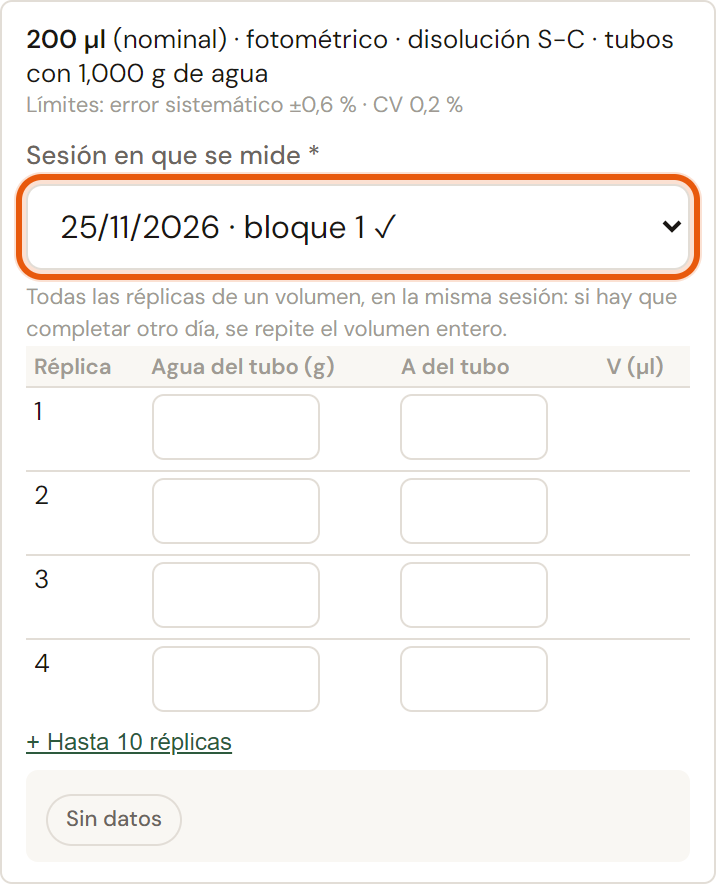 200 µl (nominal) · fotométrico · disolución S-C · tubos
con 1,000 g de agua
Límites: error sistemático ±0,6 % · CV 0,2 %
Sesión en que se mide *
25/11/2026 · bloque 1 ✓
Todas las réplicas de un volumen, en la misma sesión: si hay que
completar otro día, se repite el volumen entero.
Réplica Agua del tubo (g) A del tubo V (µl)
1
2
3
4
+ Hasta 10 réplicas
Sin datos